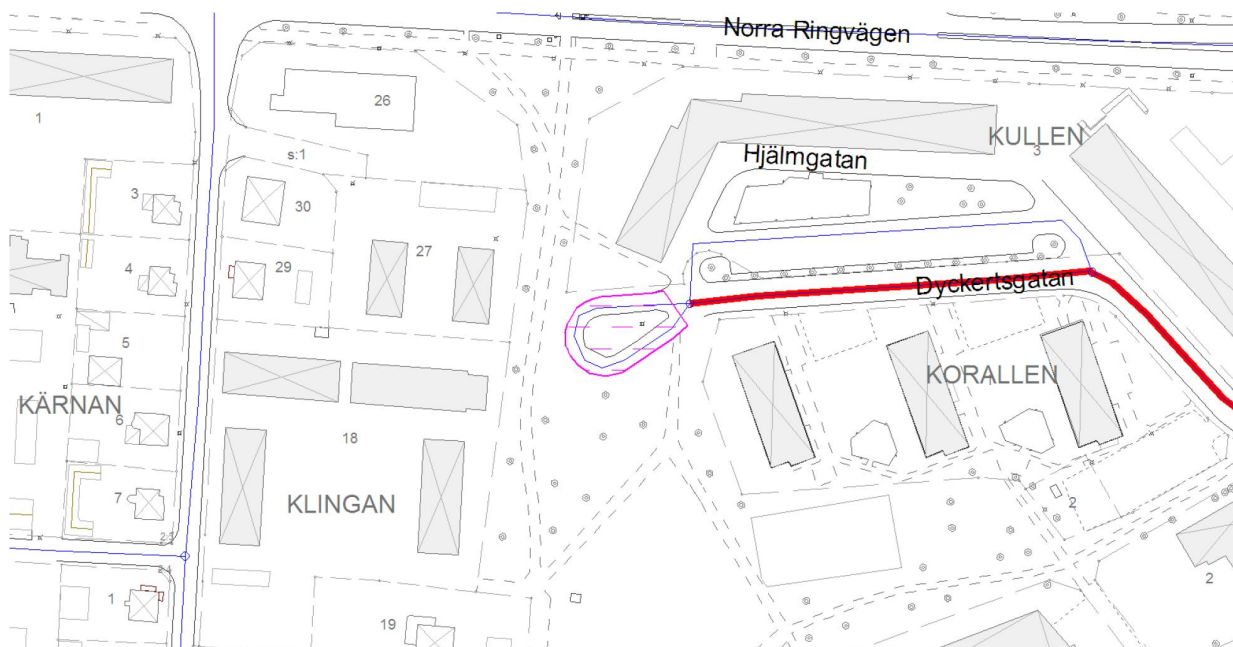 Norra Ringvägen
26
1
KULLEN
3
Hjälmgatan
s:1
3
30
27
4
29
Dyckertsgatan
5
KORALLEN
1
KÄRNAN
6
18
7
KLINGAN
2
2
1
19